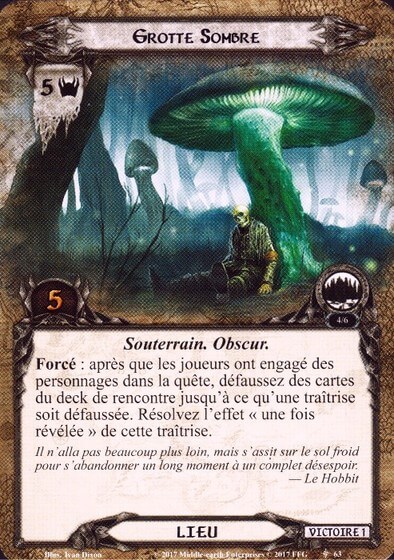 Grotte Sombre
5
5
4/6
Souterrain. Obscur.
Forcé : après que les joueurs ont engagé des
personnages dans la quête, défaussez des cartes
du deck de rencontre jusqu'à ce qu'une traîtrise
soit défaussée. Résolvez l'effet « une fois
révélée » de cette traîtrise.
Il n'alla pas beaucoup plus loin, mais s'assit sur le sol froid
pour s'abandonner un long moment à un complet désespoir.
— Le Hobbit
LIEU
VICTOIRE 1
Illus. Ivan Dixon
2017 Middle-earth Enterprises © 2017 FFG
63